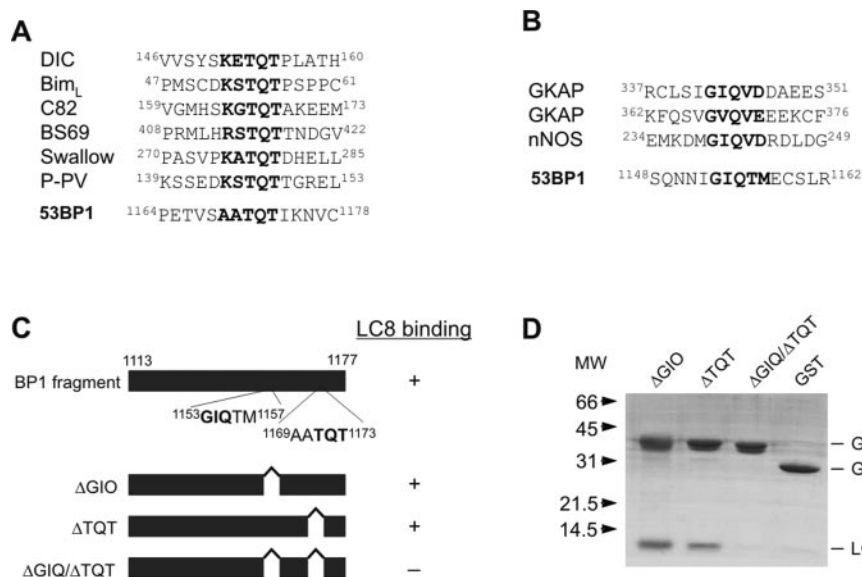 A
DIC 146VVSYSKETQTPLATH160
BimL 47PMSCDKSTQTPSPPC61
C82 159VGMHSKGTQTAKEEM173
BS69 408PRMLHRSTQTTNDGV422
Swallow 270PASVPKATQTDHELL285
P-PV 139KSSEDKSTQTTGREL153
53BP1 1164PETVSAATQTIKNVC1178
B
GKAP 337RCLSIGIQVDDAEES351
GKAP 362KFQSVGVQVEEEKCF376
nNOS 234EMKDMGIQVDRDLDG249
53BP1 1148SQNNIGIQTMECSLR1162
C
LC8 binding
1113 1177
BP1 fragment +
1153GIQTM1157
1169AATQT1173
ΔGIO +
ΔTQT +
ΔGIQ/ΔTQT –
D
MW ΔGIO ΔTQT ΔGIQ/ΔTQT GST
66
45
– G
31
– G
21.5
14.5